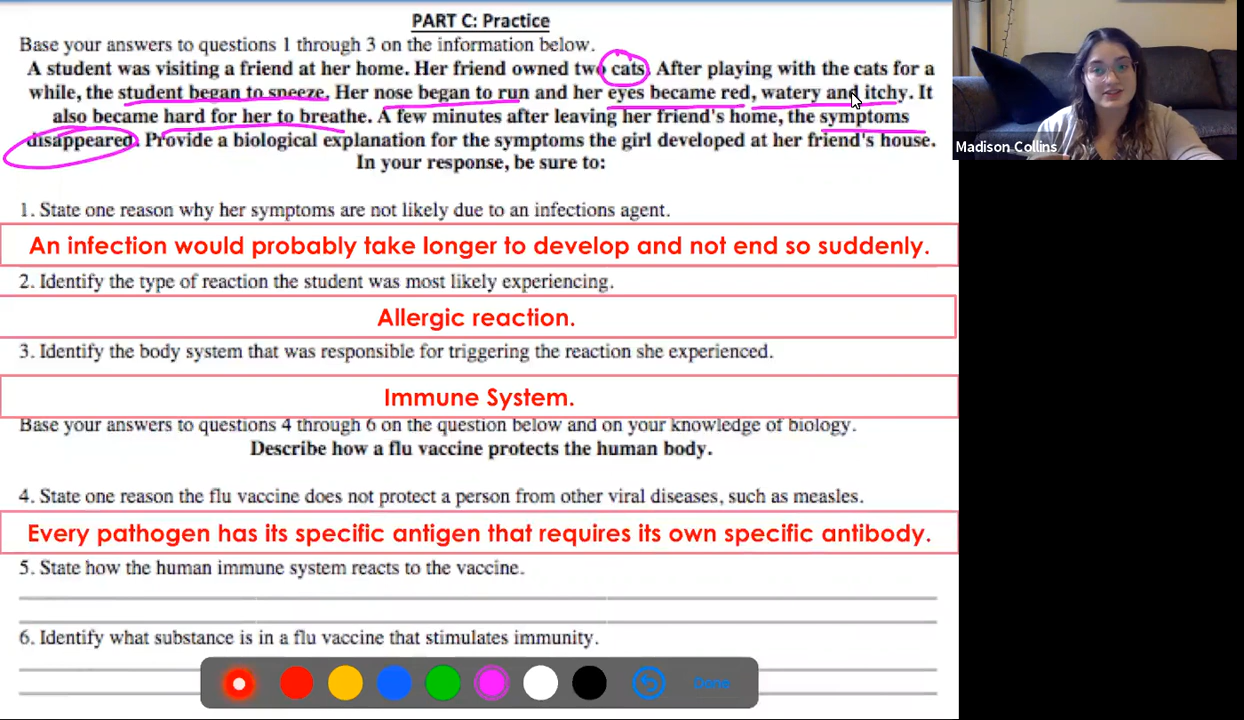 PART C: Practice
Base your answers to questions 1 through 3 on the information below.
A student was visiting a friend at her home. Her friend owned two cats. After playing with the cats for a
while, the student began to sneeze. Her nose began to run and her eyes became red, watery and itchy. It
also became hard for her to breathe. A few minutes after leaving her friend's home, the symptoms
disappeared. Provide a biological explanation for the symptoms the girl developed at her friend's house.
In your response, be sure to:
1. State one reason why her symptoms are not likely due to an infections agent.
An infection would probably take longer to develop and not end so suddenly.
2. Identify the type of reaction the student was most likely experiencing.
Allergic reaction.
3. Identify the body system that was responsible for triggering the reaction she experienced.
Immune System.
Base your answers to questions 4 through 6 on the question below and on your knowledge of biology.
Describe how a flu vaccine protects the human body.
4. State one reason the flu vaccine does not protect a person from other viral diseases, such as measles.
Every pathogen has its specific antigen that requires its own specific antibody.
5. State how the human immune system reacts to the vaccine.
6. Identify what substance is in a flu vaccine that stimulates immunity.
Done
Madison Collins